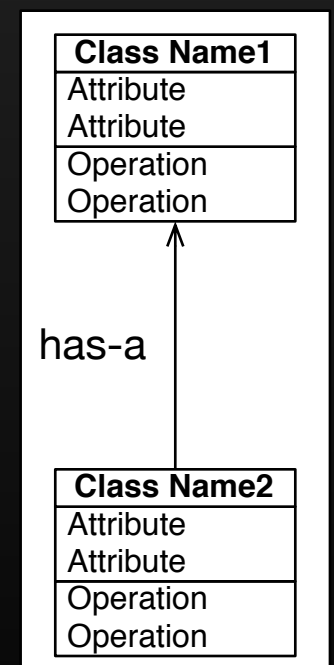 Class Name1
Attribute
Attribute
Operation
Operation
has-a
Class Name2
Attribute
Attribute
Operation
Operation